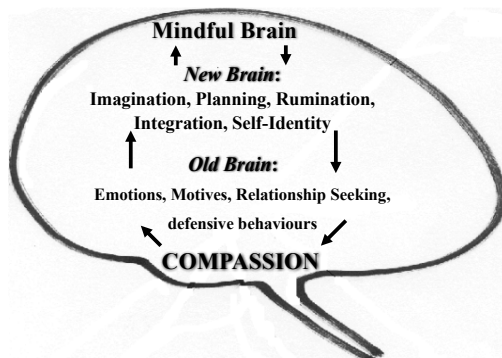 Mindful Brain
New Brain:
Imagination, Planning, Rumination,
Integration, Self-Identity
Old Brain:
Emotions, Motives, Relationship Seeking,
defensive behaviours
COMPASSION